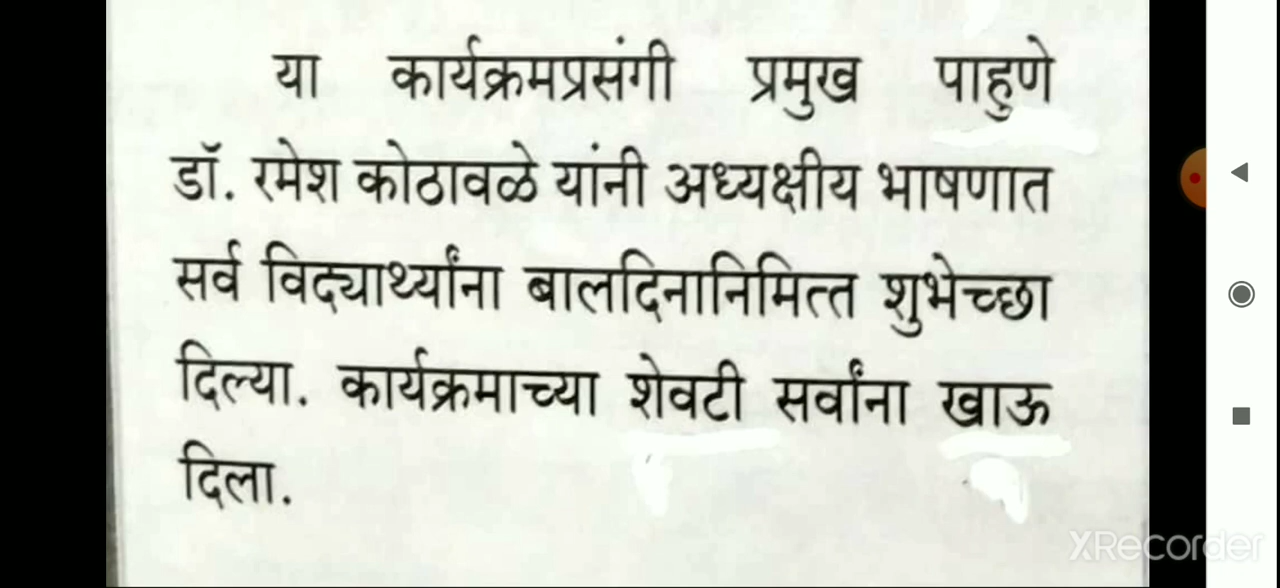 या कार्यक्रमप्रसंगी प्रमुख पाहुणे
डॉ. रमेश कोठावळे यांनी अध्यक्षीय भाषणात
सर्व विद्यार्थ्यांना बालदिनानिमित्त शुभेच्छा
दिल्या. कार्यक्रमाच्या शेवटी सर्वांना खाऊ
दिला.
XRecorder